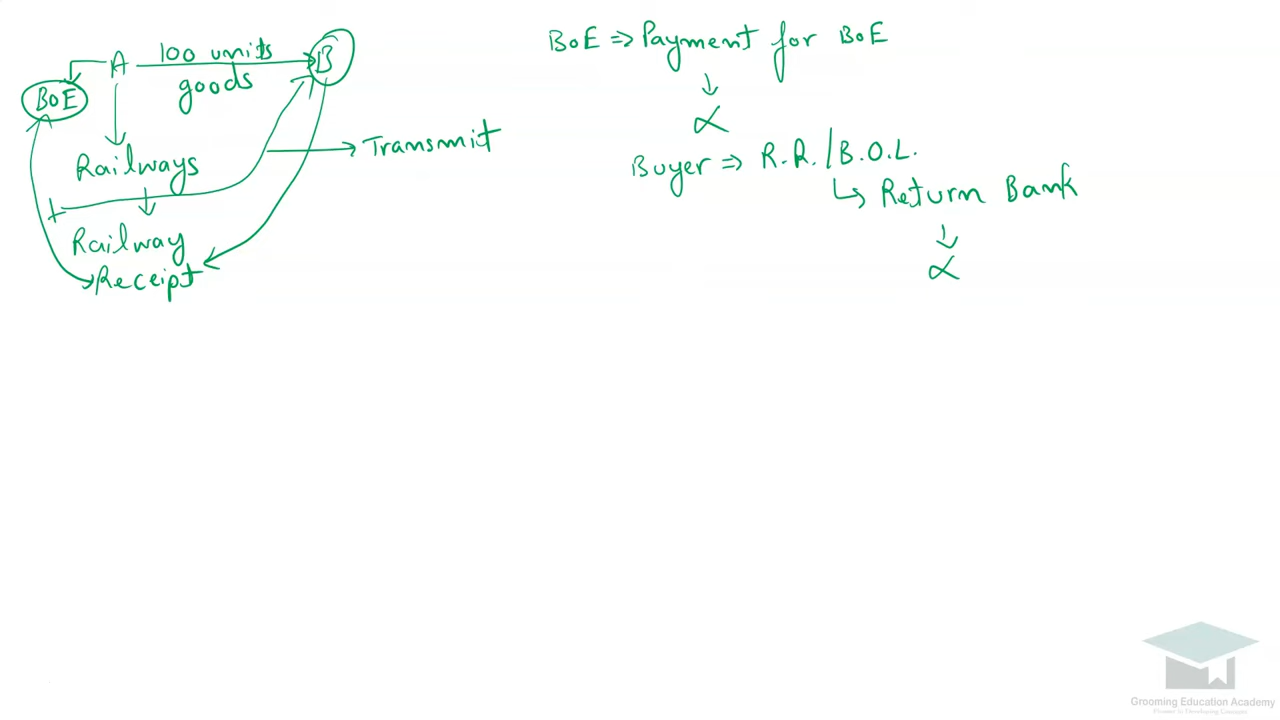 A 100 units B
goods
BoE
Railways
Transmit
Railway
Receipt
BoE ⇒ Payment for BoE
Buyer ⇒ R.R./B.O.L.
Return Bank
Grooming Education Academy